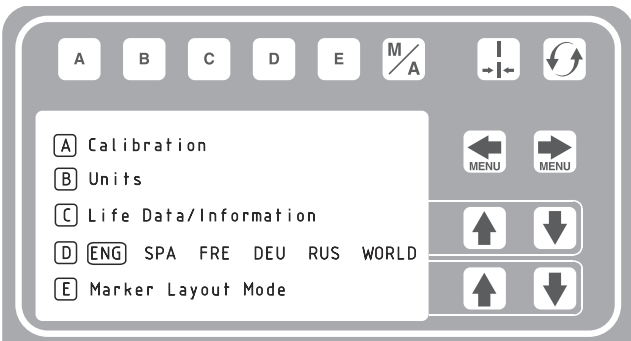 A B C D E M/A
MENU MENU
A Calibration
B Units
C Life Data/Information
D ENG SPA FRE DEU RUS WORLD
E Marker Layout Mode